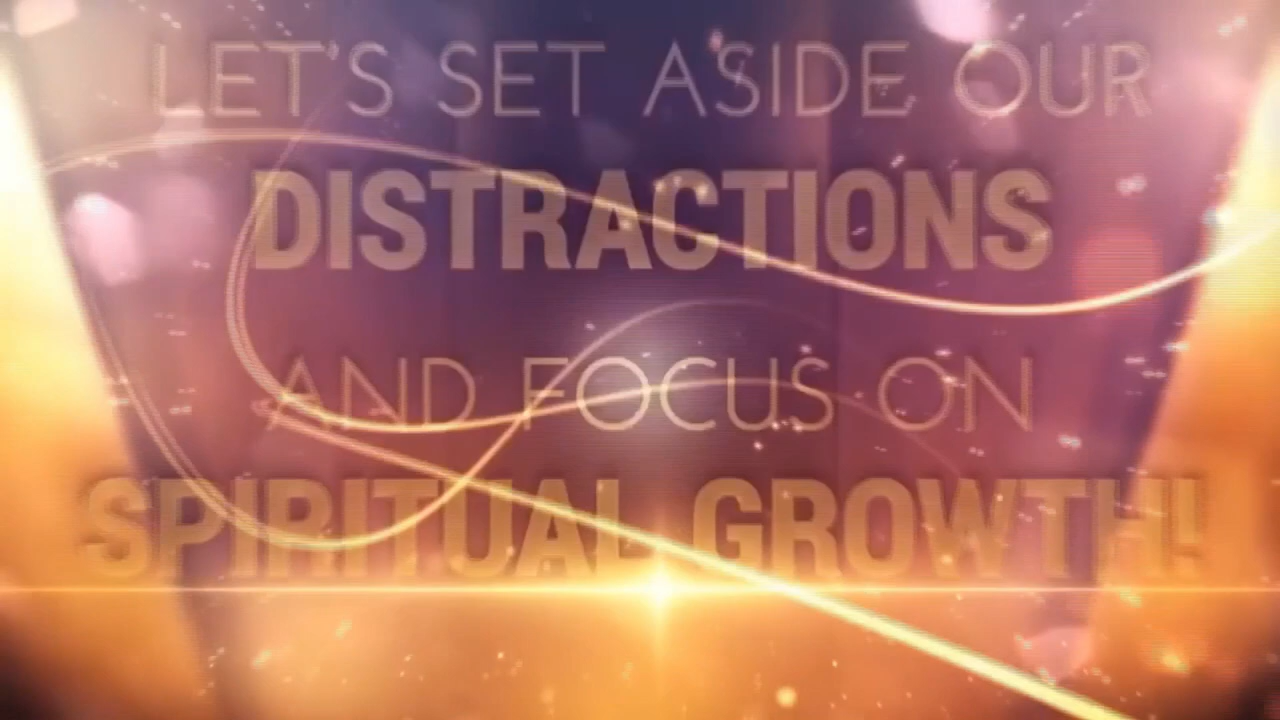 LET'S SET ASIDE OUR
DISTRACTIONS
AND FOCUS ON
SPIRITUAL GROWTH!